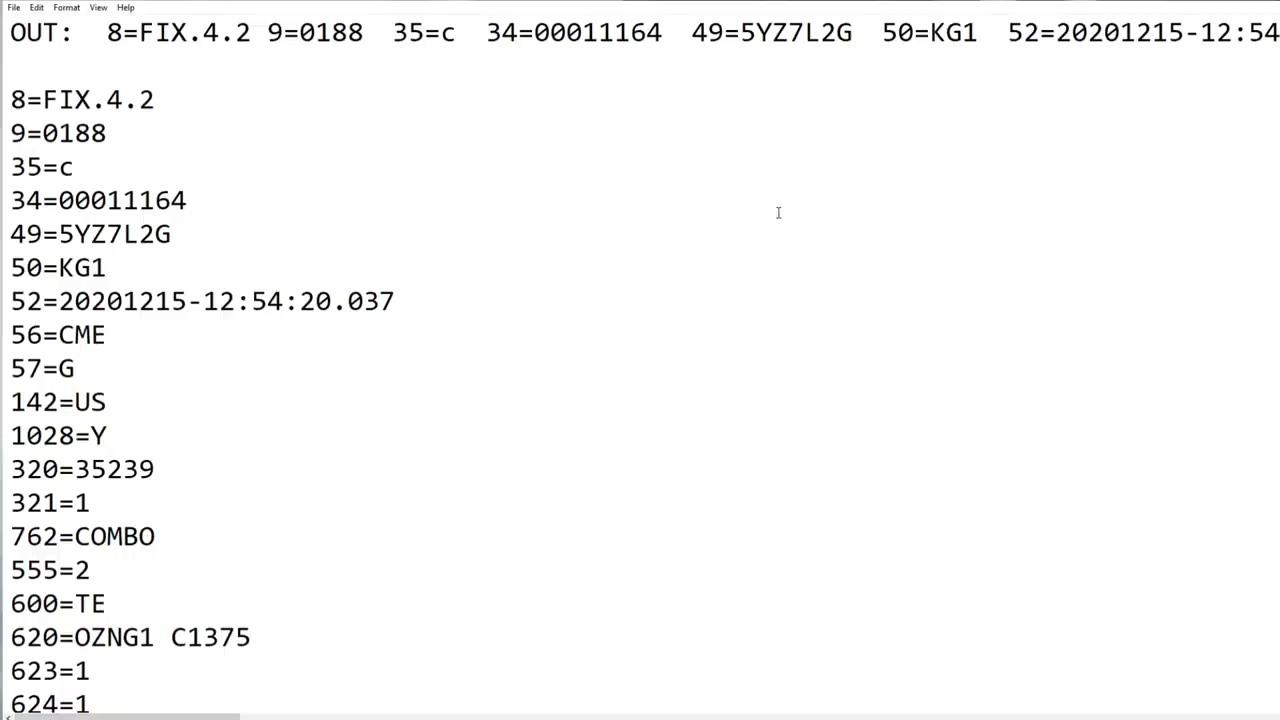 File Edit Format View Help
OUT: 8=FIX.4.2 9=0188 35=c 34=00011164 49=5YZ7L2G 50=KG1 52=20201215-12:54
8=FIX.4.2
9=0188
35=c
34=00011164
49=5YZ7L2G
50=KG1
52=20201215-12:54:20.037
56=CME
57=G
142=US
1028=Y
320=35239
321=1
762=COMBO
555=2
600=TE
620=OZNG1 C1375
623=1
624=1